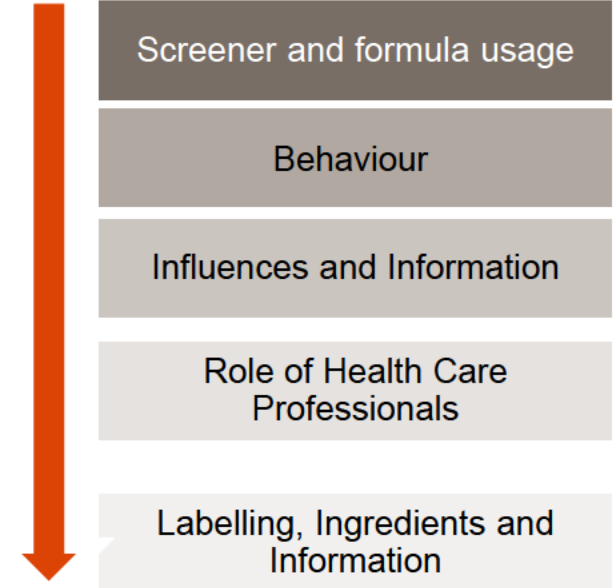 Screener and formula usage
Behaviour
Influences and Information
Role of Health Care
Professionals
Labelling, Ingredients and
Information